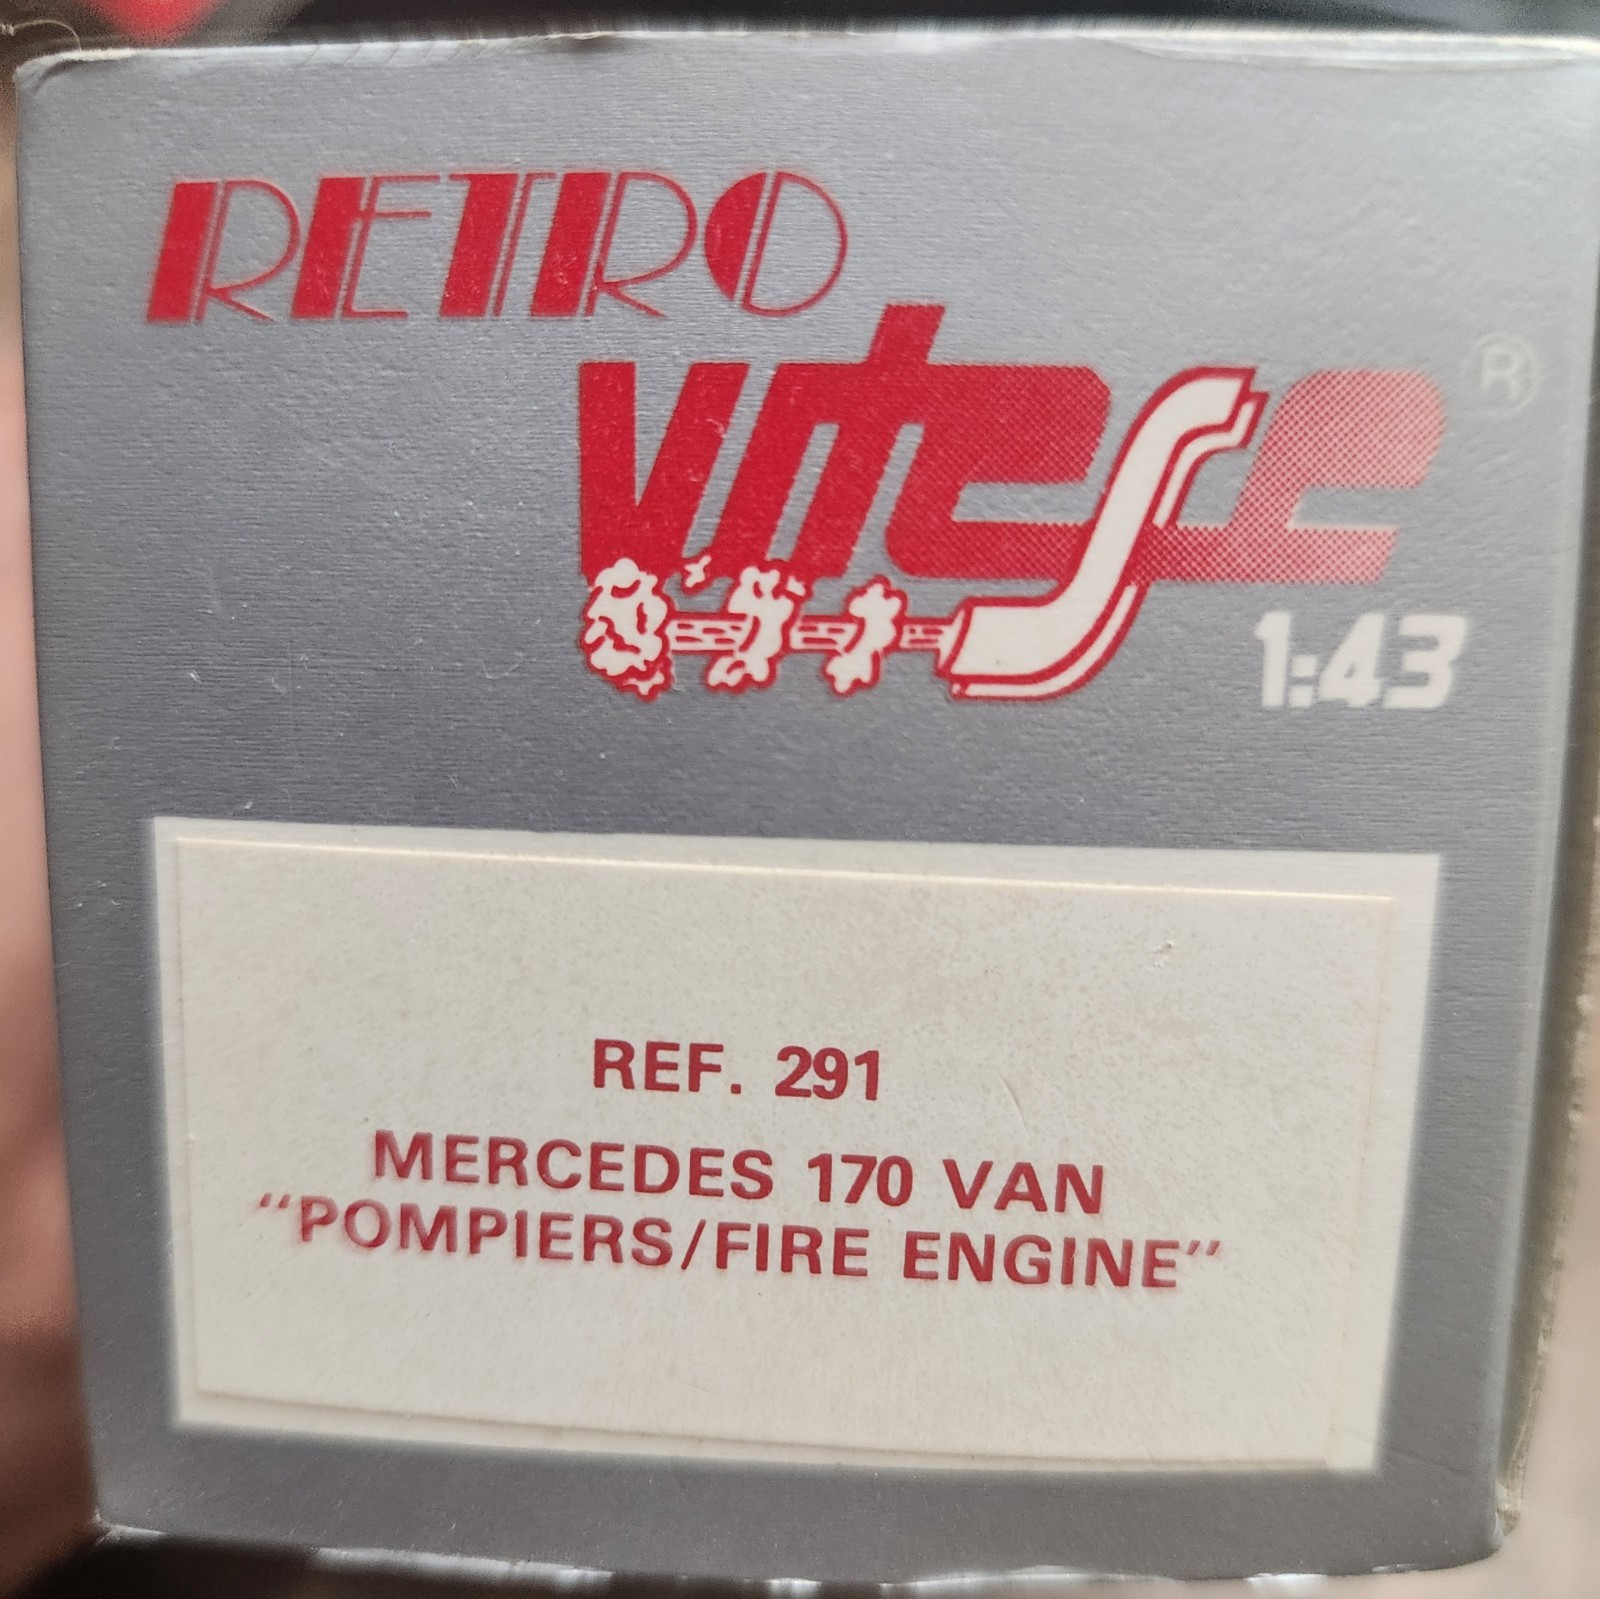 RETRO
Vitesse ®
1:43
REF. 291
MERCEDES 170 VAN
“POMPIERS/FIRE ENGINE”